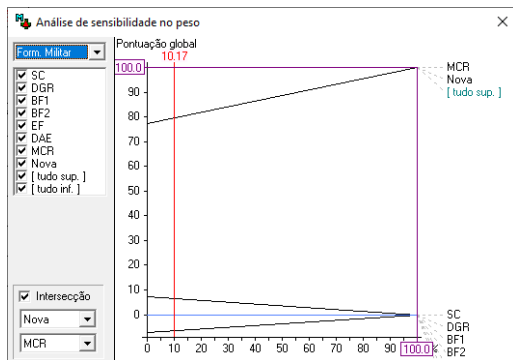 Análise de sensibilidade no peso
Form. Militar
SC
DGR
BF1
BF2
EF
DAE
MCR
Nova
[ tudo sup. ]
[ tudo inf. ]
Intersecção
Nova
MCR
Pontuação global
10.17
100.0
90
80
70
60
50
40
30
20
10
0
0 10 20 30 40 50 60 70 80 90
100.0
MCR
Nova
[ tudo sup. ]
SC
DGR
BF1
BF2